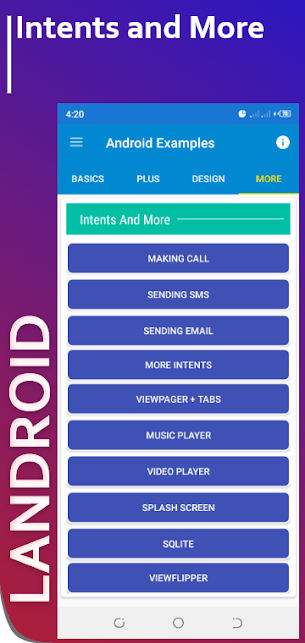 Intents and More
4:20
Android Examples
BASICS
PLUS
DESIGN
MORE
Intents And More
MAKING CALL
SENDING SMS
SENDING EMAIL
MORE INTENTS
VIEWPAGER + TABS
MUSIC PLAYER
VIDEO PLAYER
SPLASH SCREEN
SQLITE
VIEWFLIPPER
LANDROID